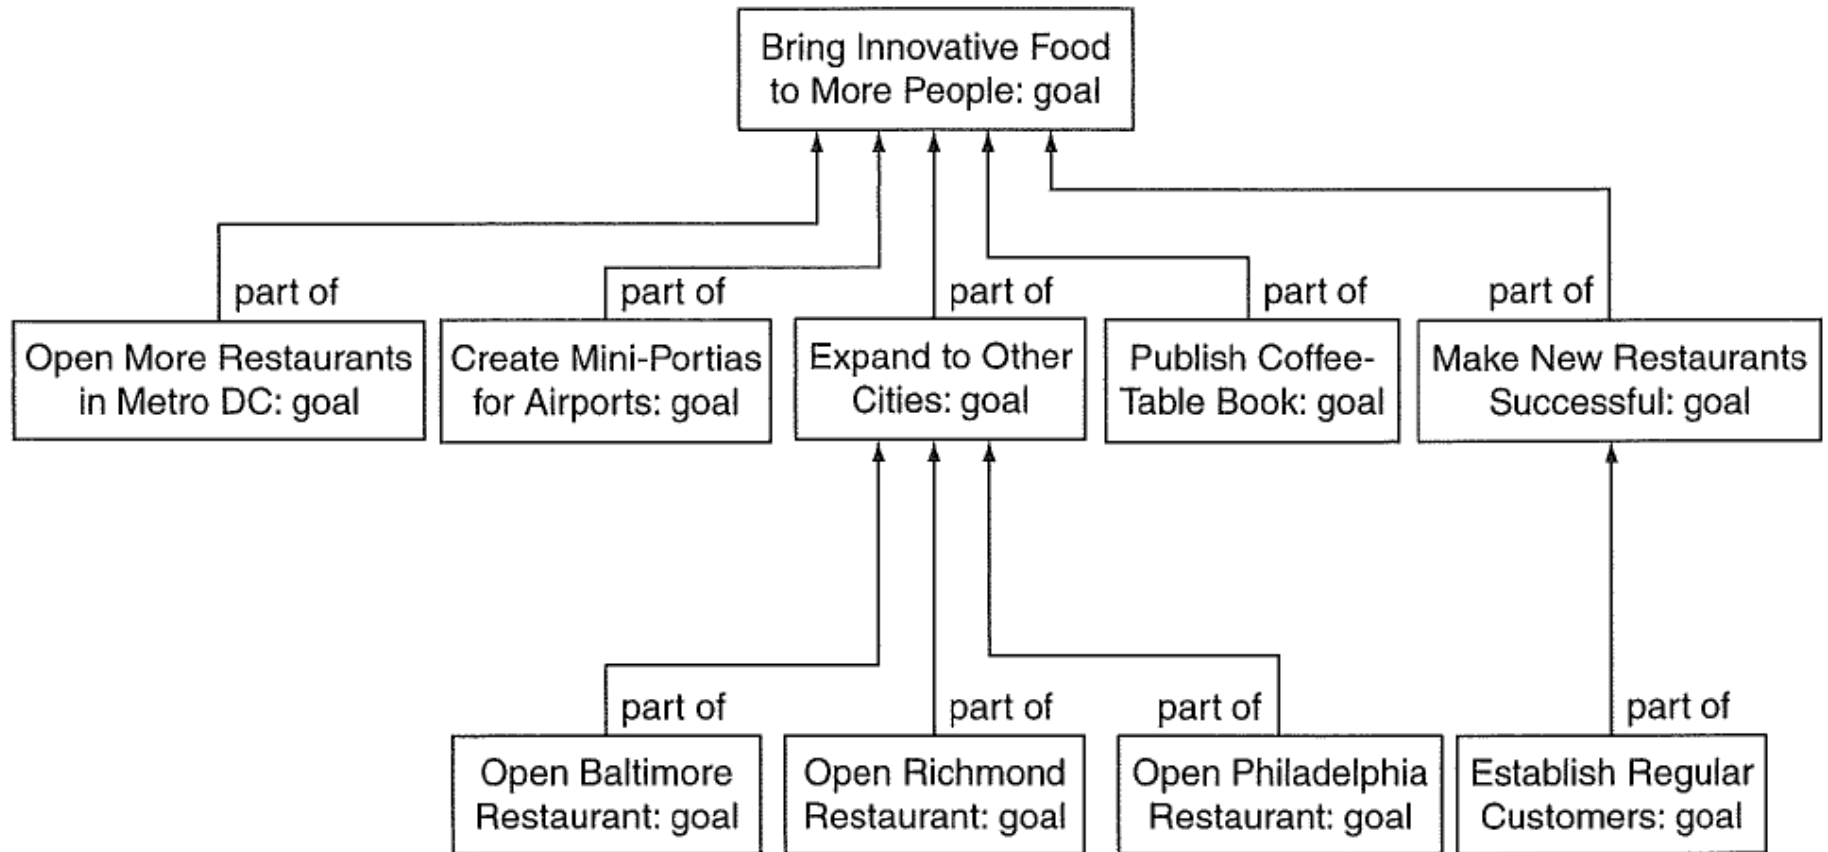 Bring Innovative Food
to More People: goal
part of
part of
part of
part of
part of
Open More Restaurants
in Metro DC: goal
Create Mini-Portias
for Airports: goal
Expand to Other
Cities: goal
Publish Coffee-
Table Book: goal
Make New Restaurants
Successful: goal
part of
part of
part of
part of
Open Baltimore
Restaurant: goal
Open Richmond
Restaurant: goal
Open Philadelphia
Restaurant: goal
Establish Regular
Customers: goal